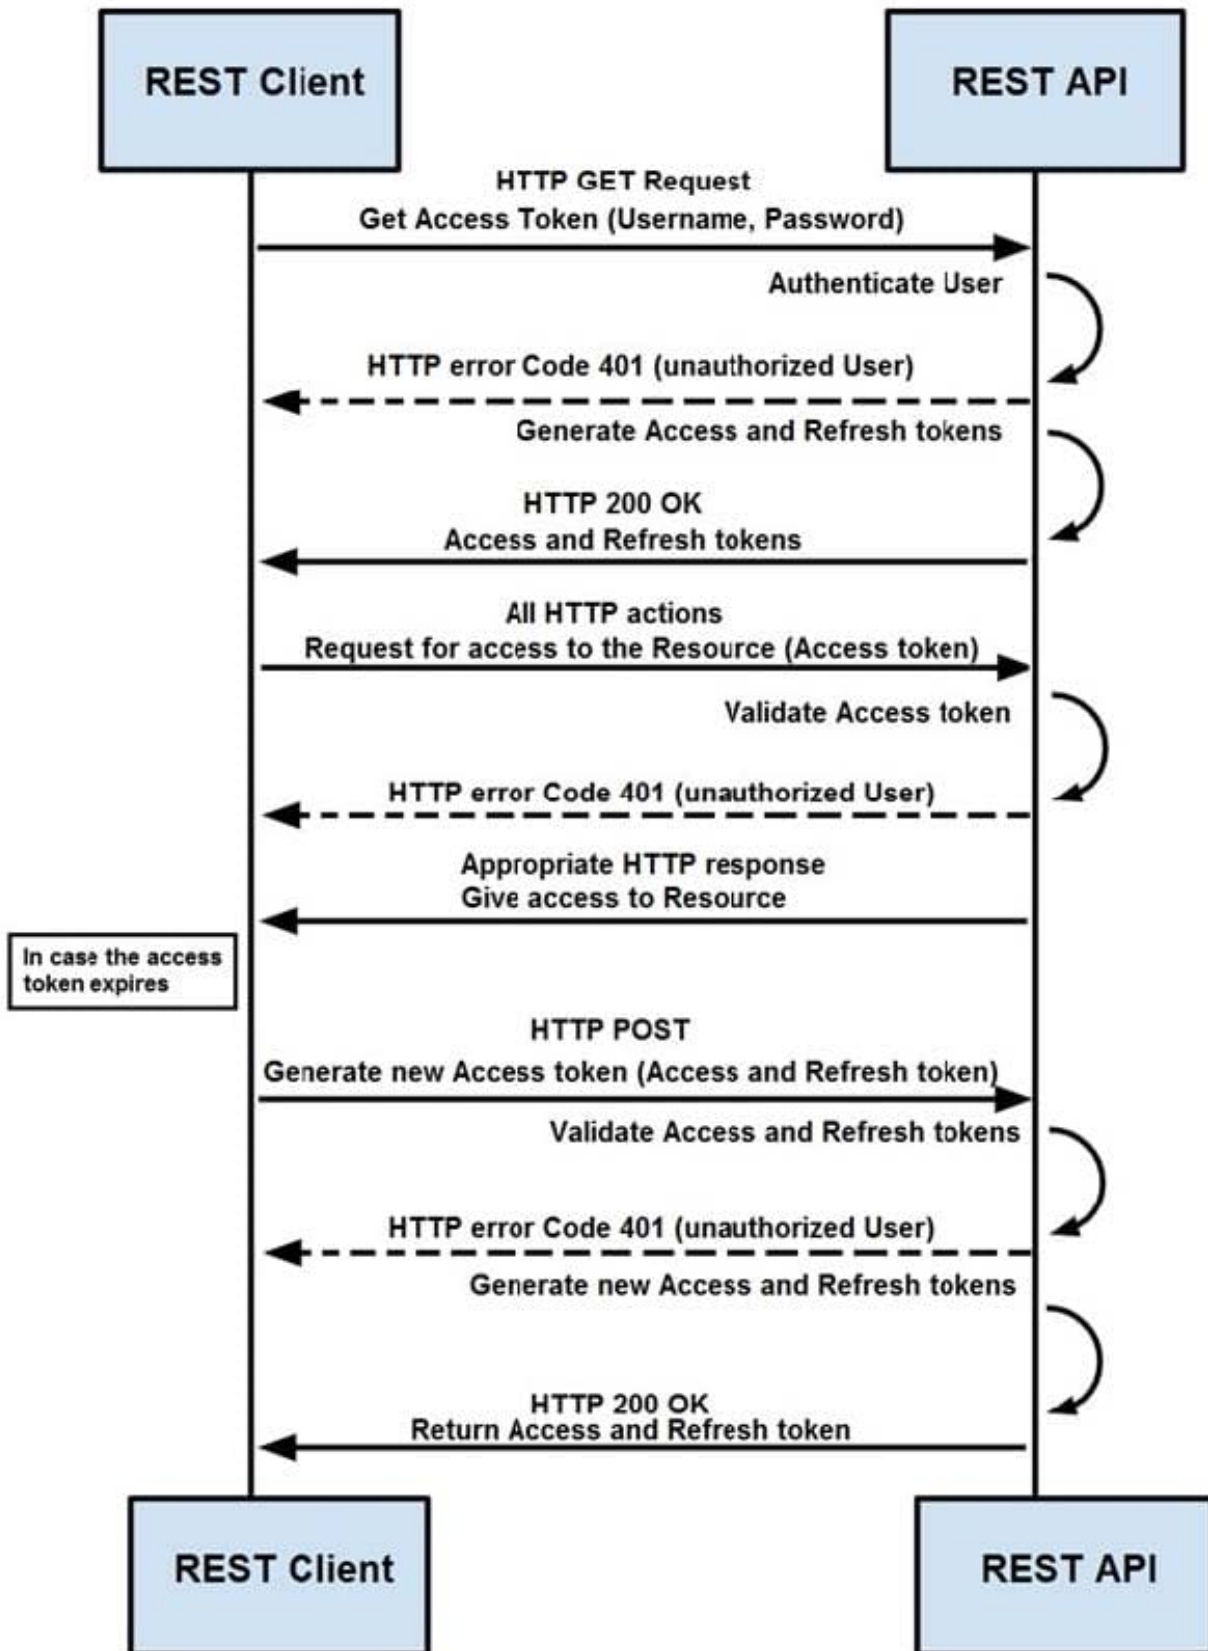 REST Client
REST API
HTTP GET Request
Get Access Token (Username, Password)
Authenticate User
HTTP error Code 401 (unauthorized User)
Generate Access and Refresh tokens
HTTP 200 OK
Access and Refresh tokens
All HTTP actions
Request for access to the Resource (Access token)
Validate Access token
HTTP error Code 401 (unauthorized User)
Appropriate HTTP response
Give access to Resource
In case the access
token expires
HTTP POST
Generate new Access token (Access and Refresh token)
Validate Access and Refresh tokens
HTTP error Code 401 (unauthorized User)
Generate new Access and Refresh tokens
HTTP 200 OK
Return Access and Refresh token
REST Client
REST API